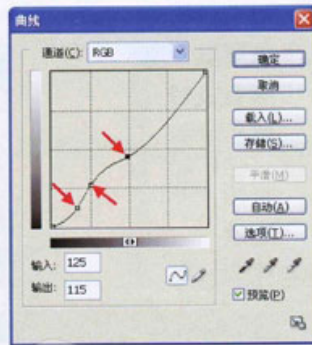 曲线
通道(C): RGB
确定
取消
载入(L)...
存储(S)...
平滑(M)
自动(A)
选项(T)...
输入: 125
输出: 115
预览(P)